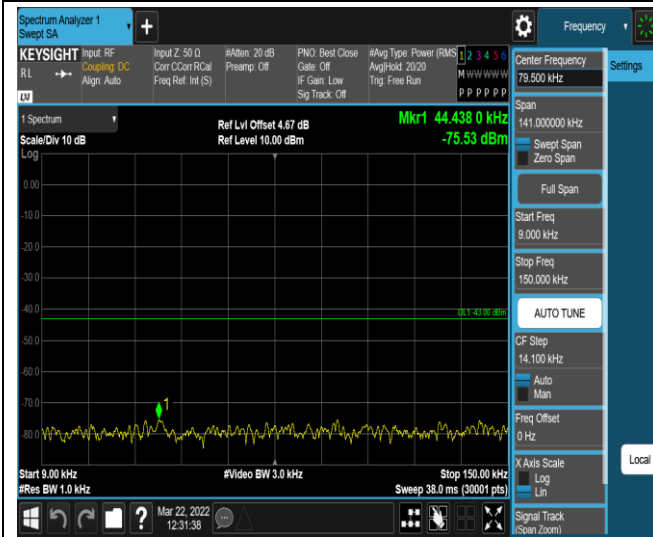 Spectrum Analyzer 1
Swept SA
Frequency
KEYSIGHT
RL
Input: RF
Coupling: DC
Align: Auto
Input Z: 50 Ω
Corr CCorr RCal
Freq Ref: Int (S)
#Atten: 20 dB
Preamp: Off
PNO: Best Close
Gate: Off
IF Gain: Low
Sig Track: Off
#Avg Type: Power (RMS
Avg|Hold: 20/20
Trig: Free Run
1 2 3 4 5 6
M W W W W W
P P P P P P
LXI
1 Spectrum
Scale/Div 10 dB
Ref Lvl Offset 4.67 dB
Ref Level 10.00 dBm
Mkr1 44.438 0 kHz
-75.53 dBm
Log
0.00
-10.0
-20.0
-30.0
-40.0
DL1 -43.00 dBm
-50.0
-60.0
-70.0
1
-80.0
Start 9.00 kHz
#Res BW 1.0 kHz
#Video BW 3.0 kHz
Stop 150.00 kHz
Sweep 38.0 ms (30001 pts)
?
Mar 22, 2022
12:31:38
Center Frequency
79.500 kHz
Settings
Span
141.000000 kHz
Swept Span
Zero Span
Full Span
Start Freq
9.000 kHz
Stop Freq
150.000 kHz
AUTO TUNE
CF Step
14.100 kHz
Auto
Man
Freq Offset
0 Hz
X Axis Scale
Log
Lin
Local
Signal Track
(Span Zoom)